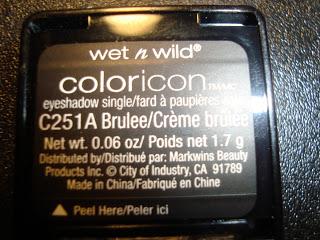 wet n wild®
coloricon TM/MC
eyeshadow single/fard à paupières
C251A Brulee/Crème brulée
Net wt. 0.06 oz/ Poids net 1.7 g
Distributed by/Distribué par: Markwins Beauty
Products Inc. © City of Industry, CA 91789
Made in China/Fabriqué en Chine
▲ Peel Here/Peler ici